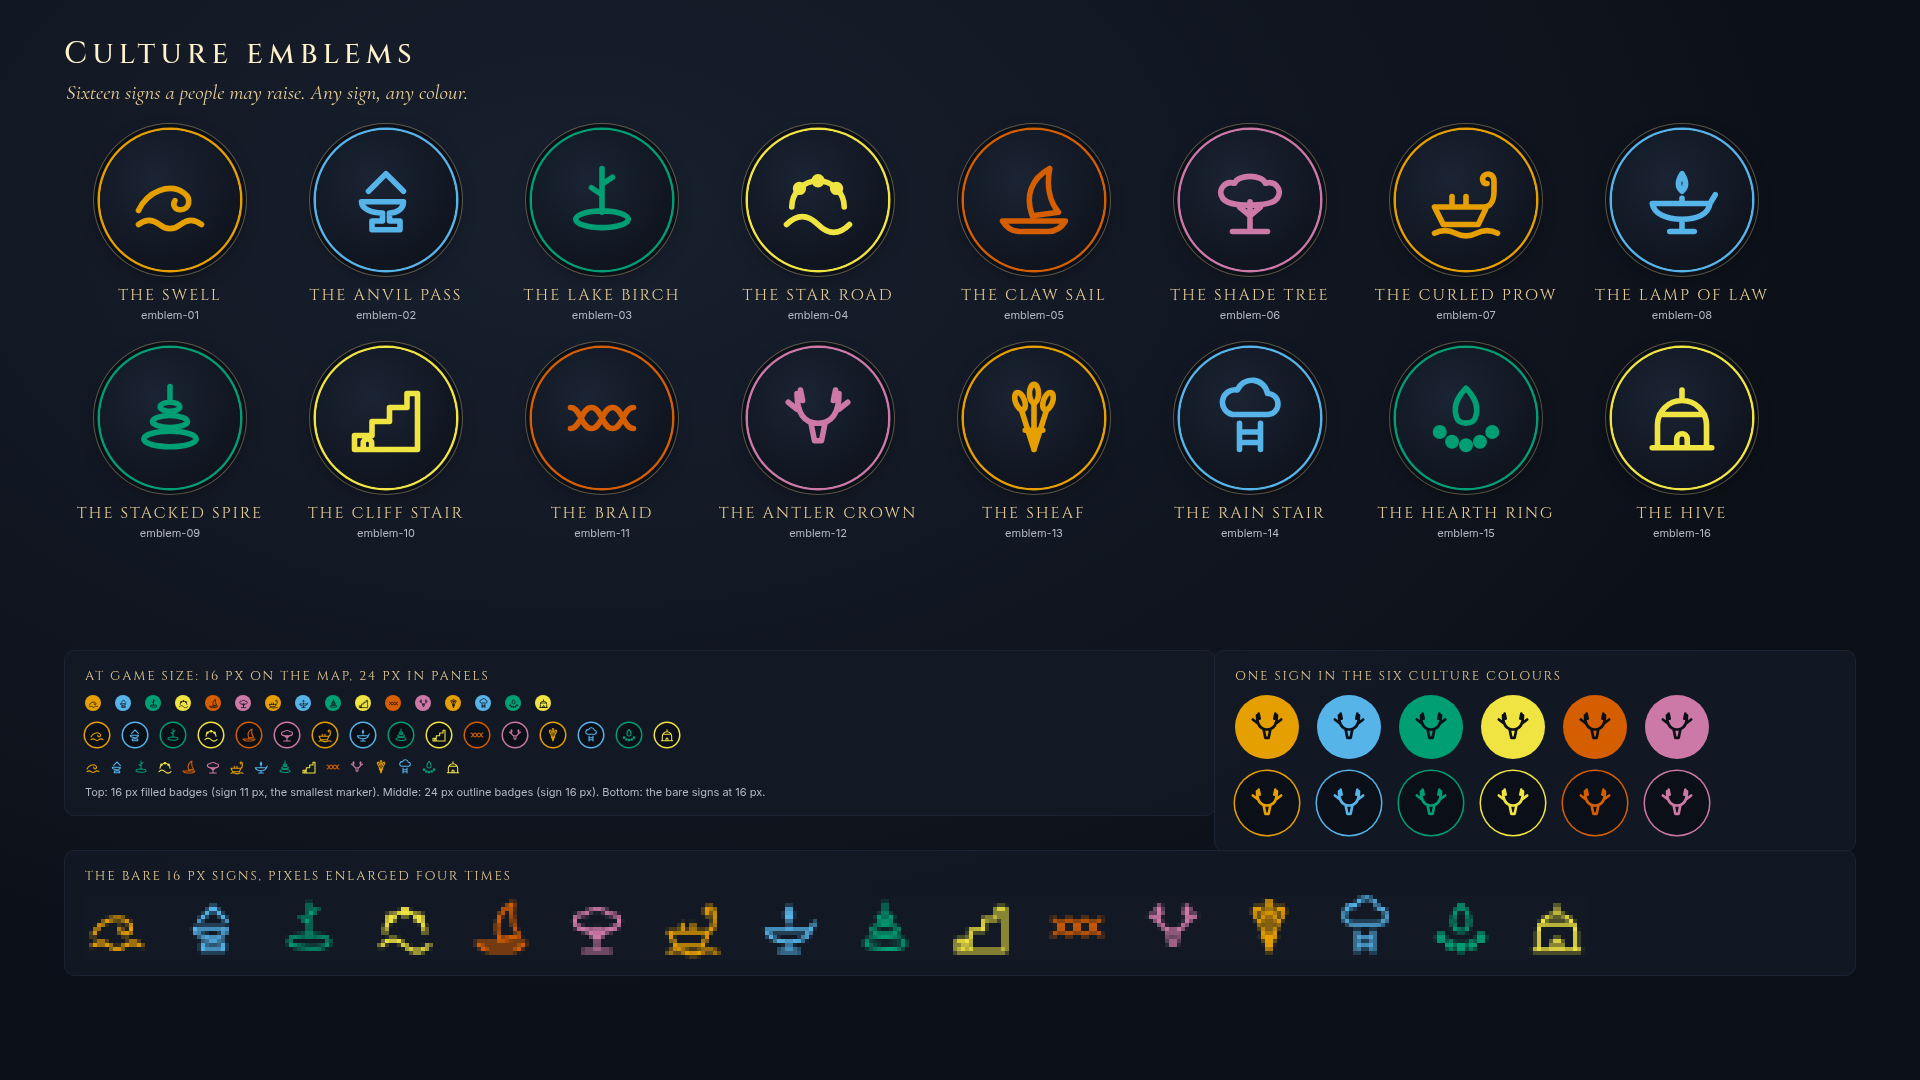 Culture emblems
Sixteen signs a people may raise. Any sign, any colour.
THE SWELL
emblem-01
THE ANVIL PASS
emblem-02
THE LAKE BIRCH
emblem-03
THE STAR ROAD
emblem-04
THE CLAW SAIL
emblem-05
THE SHADE TREE
emblem-06
THE CURLED PROW
emblem-07
THE LAMP OF LAW
emblem-08
THE STACKED SPIRE
emblem-09
THE CLIFF STAIR
emblem-10
THE BRAID
emblem-11
THE ANTLER CROWN
emblem-12
THE SHEAF
emblem-13
THE RAIN STAIR
emblem-14
THE HEARTH RING
emblem-15
THE HIVE
emblem-16
AT GAME SIZE: 16 PX ON THE MAP, 24 PX IN PANELS
Top: 16 px filled badges (sign 11 px, the smallest marker). Middle: 24 px outline badges (sign 16 px). Bottom: the bare signs at 16 px.
ONE SIGN IN THE SIX CULTURE COLOURS
THE BARE 16 PX SIGNS, PIXELS ENLARGED FOUR TIMES